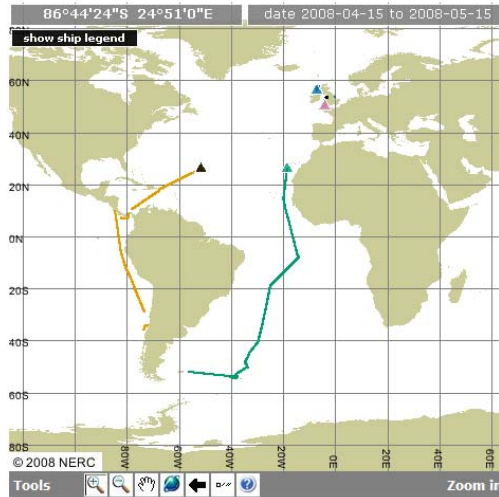 86°44'24"S 24°51'0"E
date 2008-04-15 to 2008-05-15
show ship legend
60N
40N
20N
0N
20S
40S
60S
80S
80W
60W
40W
20W
0E
20E
40E
60E
© 2008 NERC
Tools
Zoom in